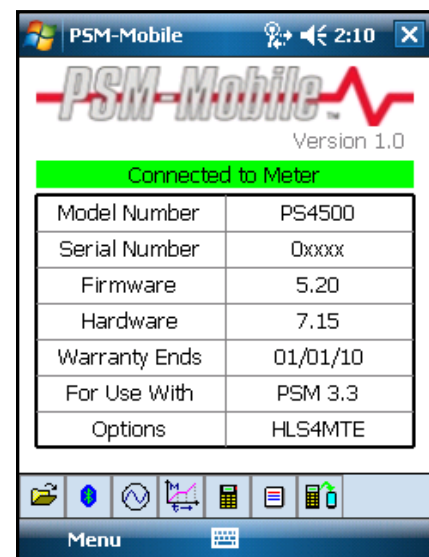 PSM-Mobile 2:10
PSM-Mobile™
Version 1.0
Connected to Meter
Model Number PS4500
Serial Number 0xxxx
Firmware 5.20
Hardware 7.15
Warranty Ends 01/01/10
For Use With PSM 3.3
Options HLS4MTE
M
Menu